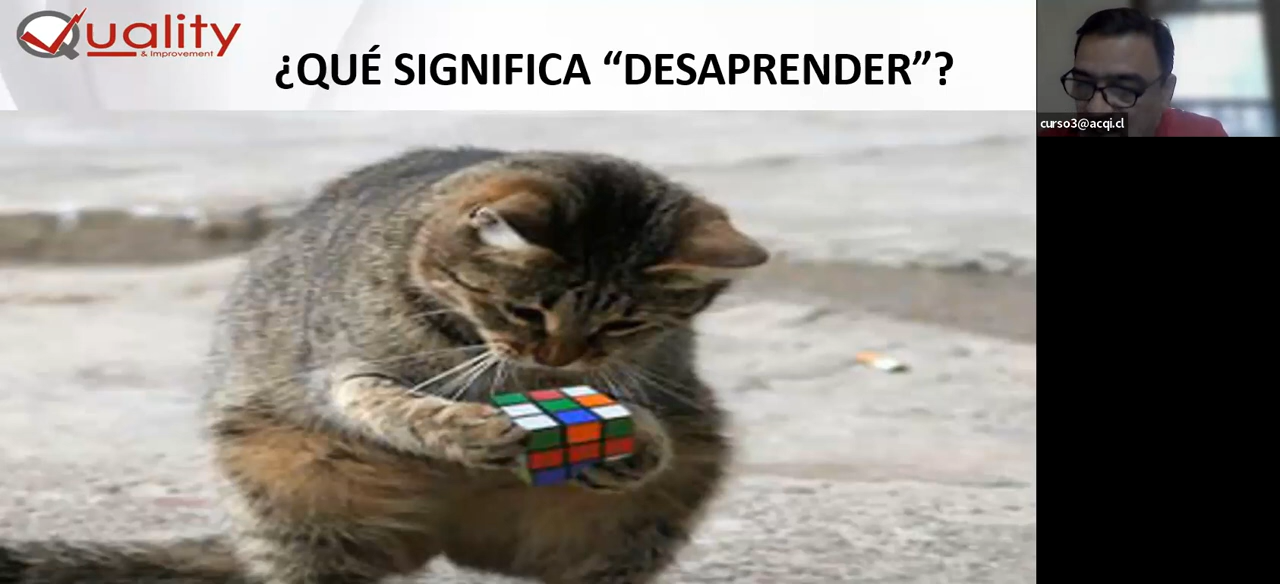 Quality
& Improvement
¿QUÉ SIGNIFICA “DESAPRENDER”?
curso3@acqi.cl